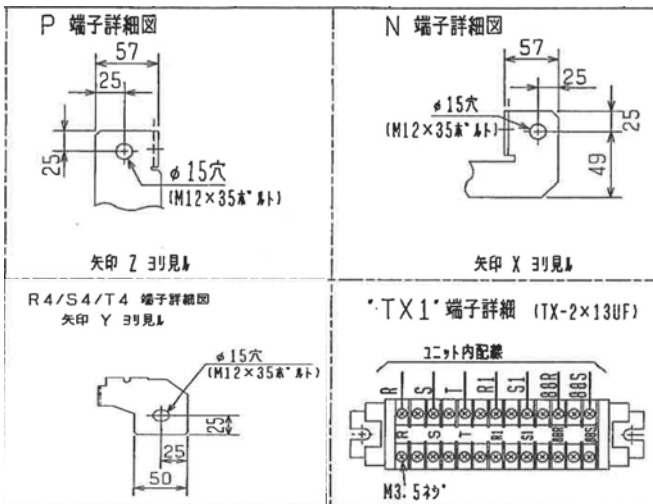 P 端子詳細図
57
25
25
φ15穴
(M12×35ボルト)
矢印 Z ヨリ見ル
N 端子詳細図
57
25
φ15穴
(M12×35ボルト)
25
49
矢印 X ヨリ見ル
R4/S4/T4 端子詳細図
矢印 Y ヨリ見ル
φ15穴
(M12×35ボルト)
25
25
50
"TX1" 端子詳細 (TX-2×13UF)
ユニット内配線
R S T R1 S1 88R 88S
R S T R1 S1 88R 88S
M3.5ネジ